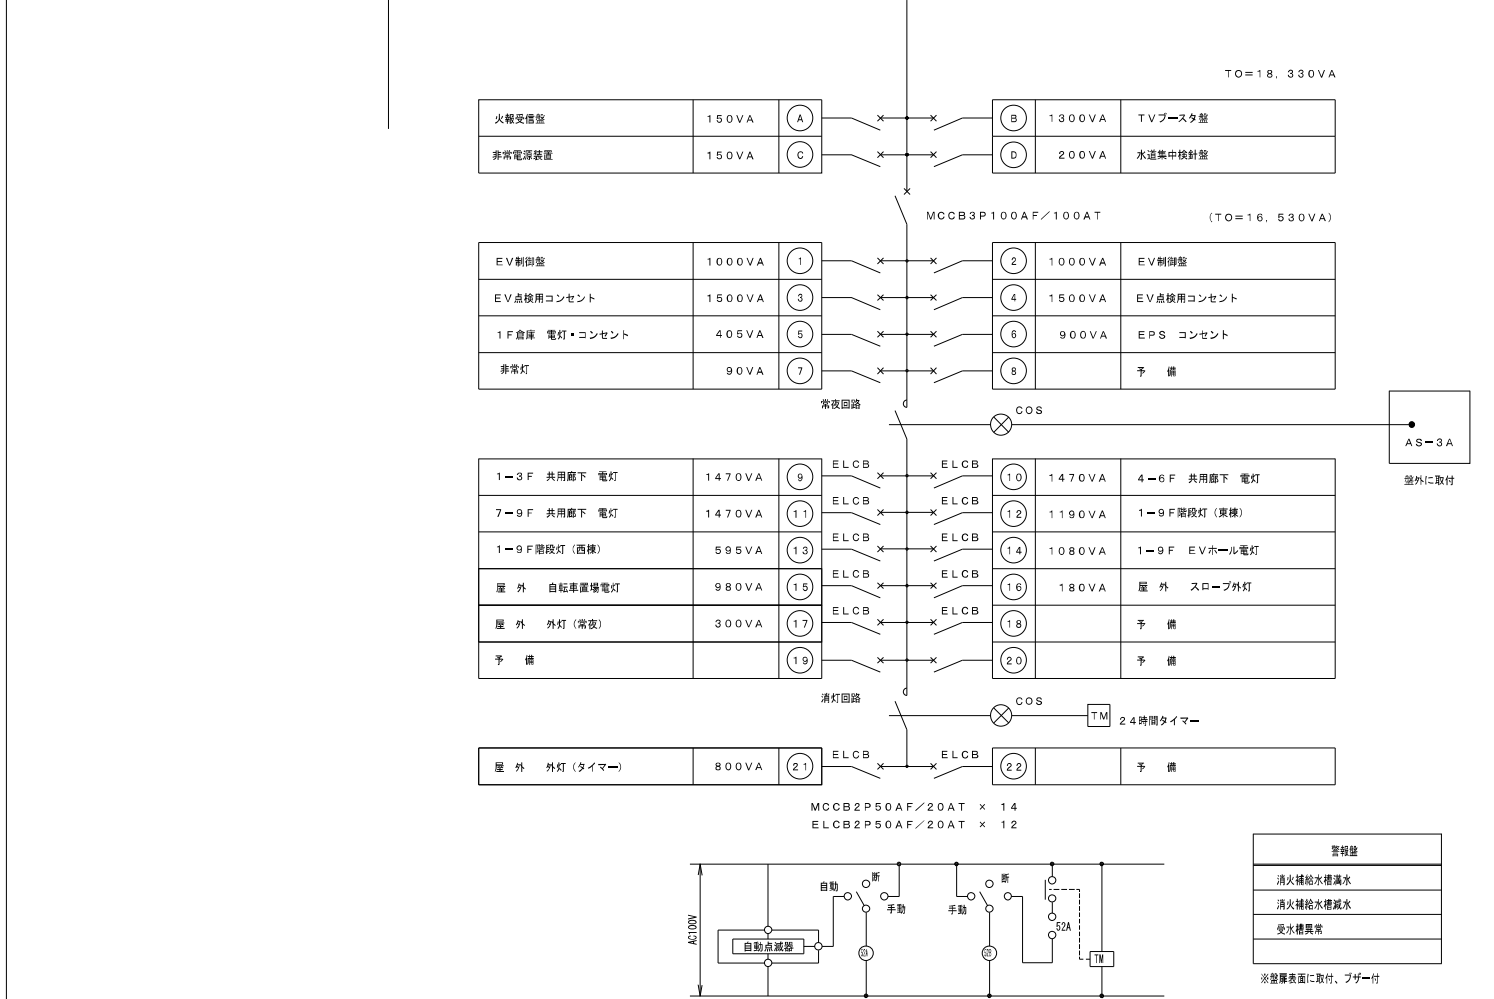 TO=18, 330VA
火報受信盤 150VA A B 1300VA TVブースタ盤
非常電源装置 150VA C D 200VA 水道集中検針盤
MCCB3P100AF/100AT (TO=16, 530VA)
EV制御盤 1000VA 1 2 1000VA EV制御盤
EV点検用コンセント 1500VA 3 4 1500VA EV点検用コンセント
1F倉庫 電灯・コンセント 405VA 5 6 900VA EPS コンセント
非常灯 90VA 7 8 予 備
常夜回路 COS
AS-3A
盤外に取付
ELCB ELCB
1-3F 共用廊下 電灯 1470VA 9 10 1470VA 4-6F 共用廊下 電灯
ELCB ELCB
7-9F 共用廊下 電灯 1470VA 11 12 1190VA 1-9F階段灯(東棟)
ELCB ELCB
1-9F階段灯(西棟) 595VA 13 14 1080VA 1-9F EVホール電灯
ELCB ELCB
屋 外 自転車置場電灯 980VA 15 16 180VA 屋 外 スロープ外灯
ELCB ELCB
屋 外 外灯(常夜) 300VA 17 18 予 備
予 備 19 20 予 備
消灯回路 COS
TM 24時間タイマー
ELCB ELCB
屋 外 外灯(タイマー) 800VA 21 22 予 備
MCCB2P50AF/20AT × 14
ELCB2P50AF/20AT × 12
AC100V
自動 断 手動
自動点滅器
52A
手動 断
52B
52A
TM
警報盤
消火補給水槽満水
消火補給水槽減水
受水槽異常
※盤扉表面に取付、ブザー付